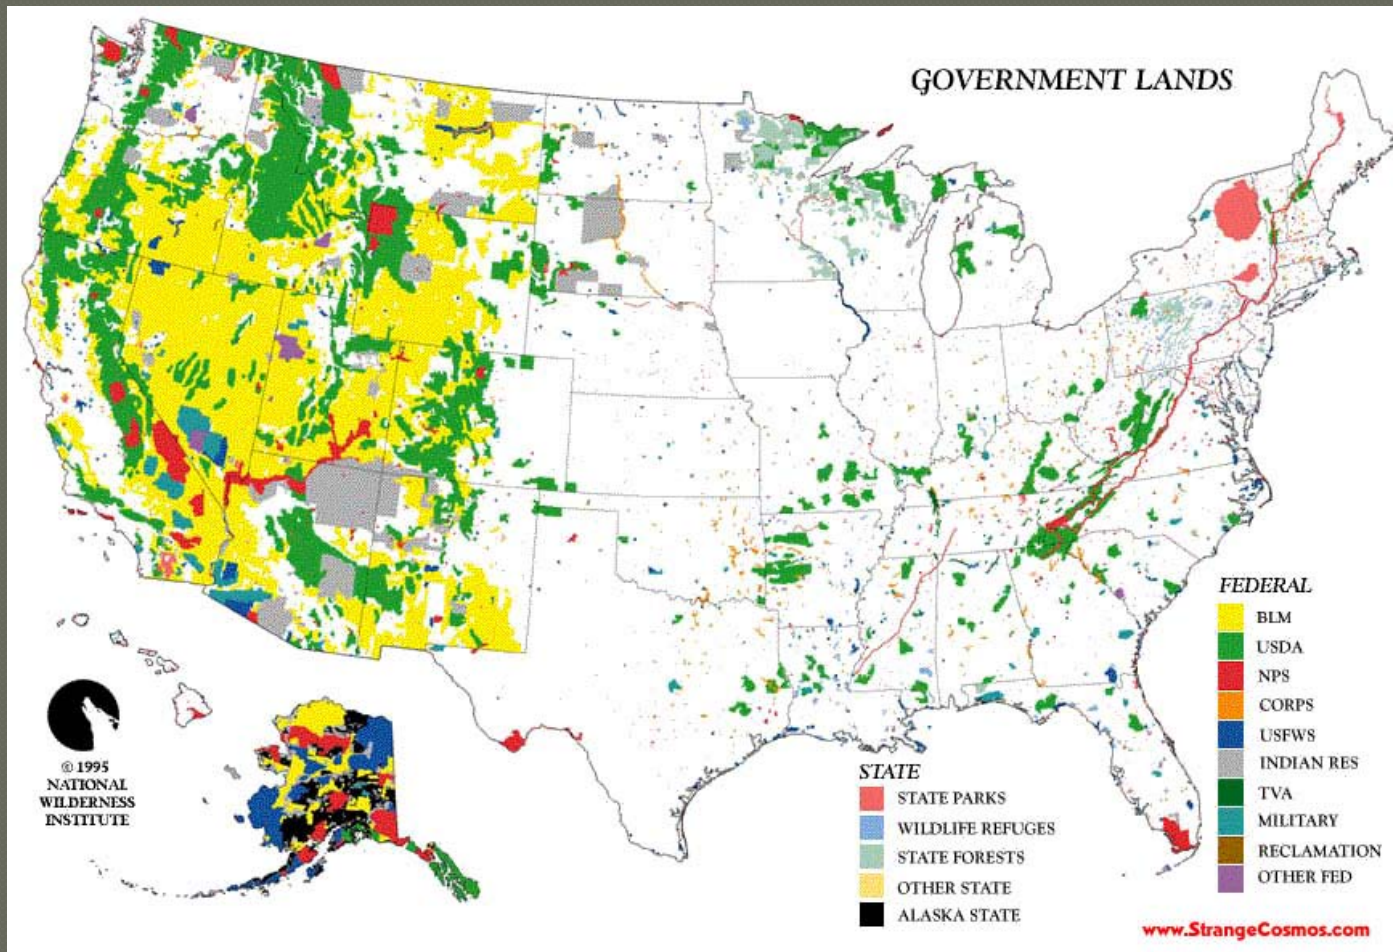 GOVERNMENT LANDS
FEDERAL
BLM
USDA
NPS
CORPS
USFWS
INDIAN RES
TVA
MILITARY
RECLAMATION
OTHER FED
STATE
STATE PARKS
WILDLIFE REFUGES
STATE FORESTS
OTHER STATE
ALASKA STATE
© 1995
NATIONAL
WILDERNESS
INSTITUTE
www.StrangeCosmos.com